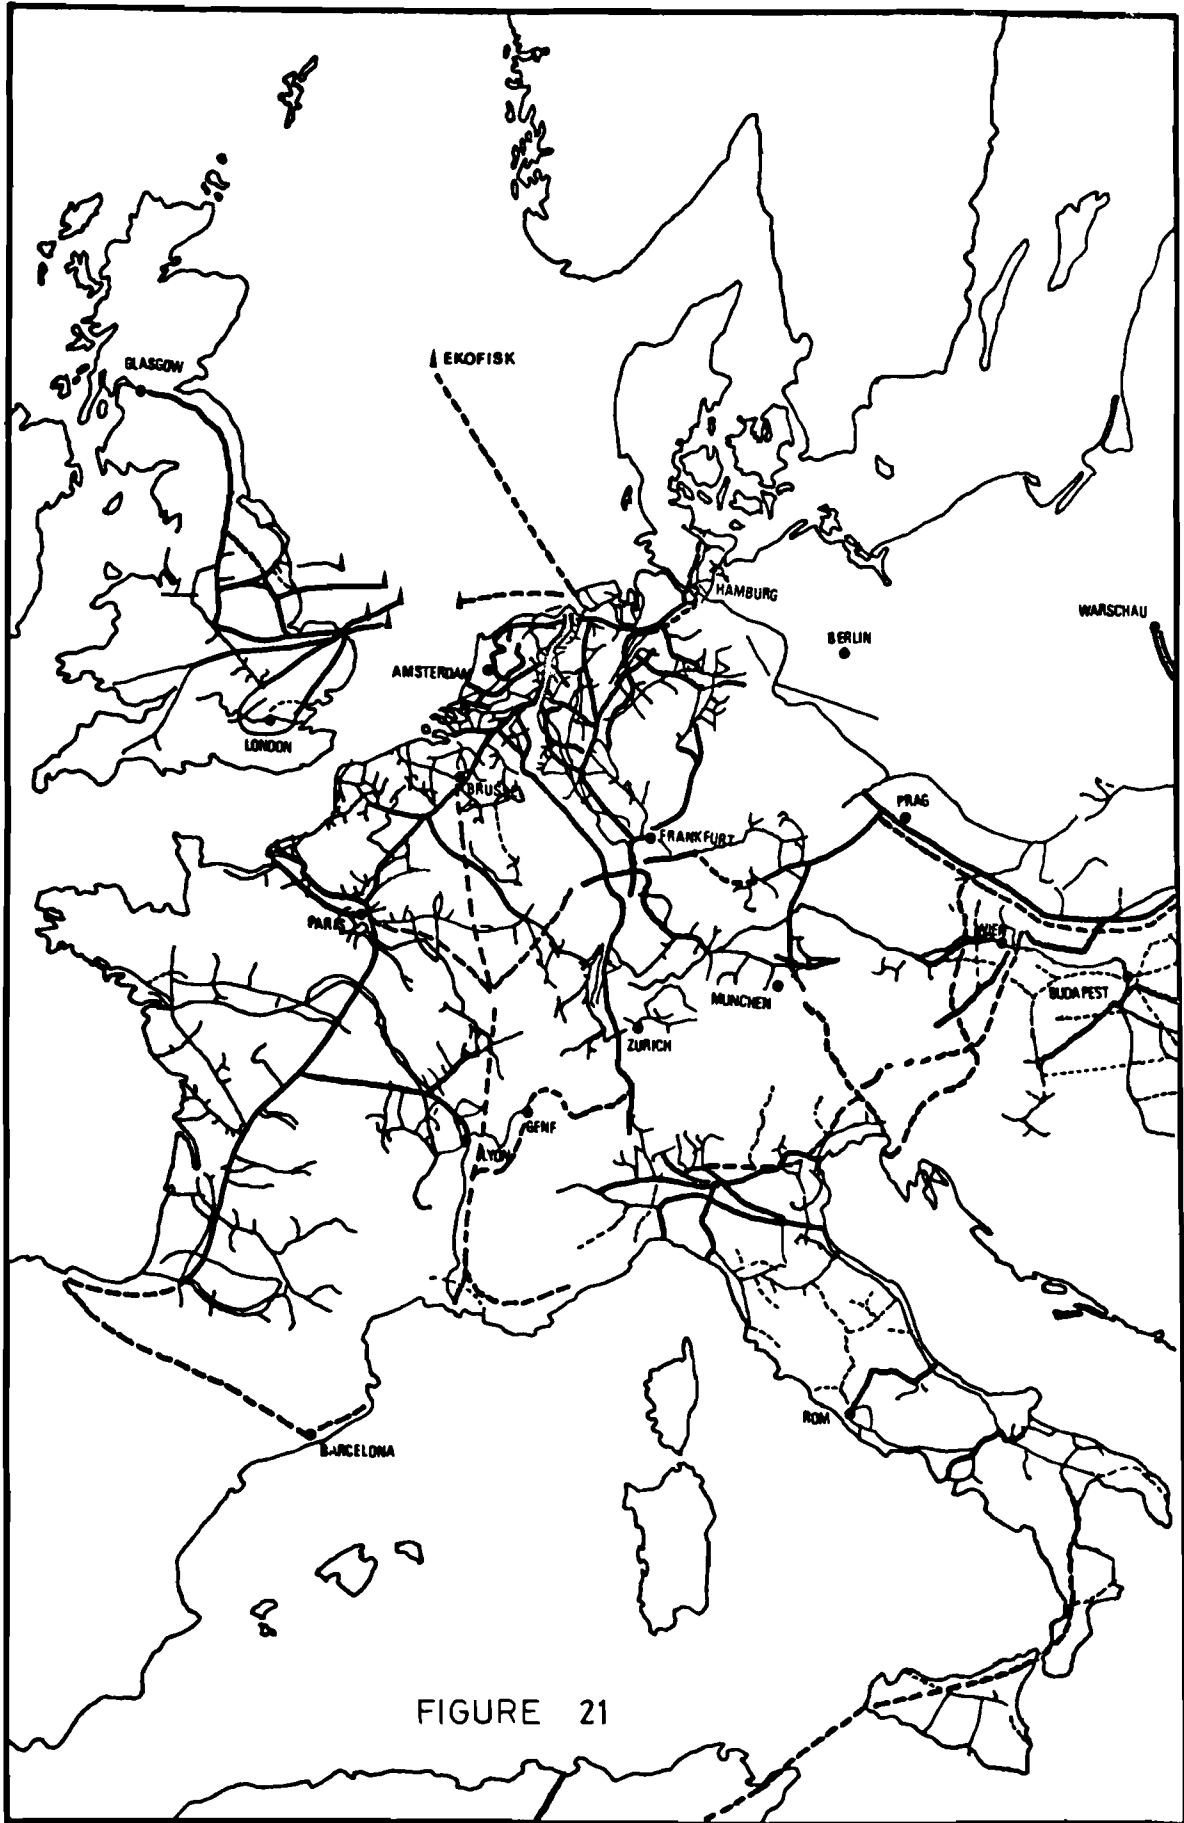 EKOFISK
GLASGOW
HAMBURG
WARSCHAU
BERLIN
AMSTERDAM
LONDON
BRUSSEL
PRAG
FRANKFURT
PARIS
WIEN
MUNCHEN
BUDAPEST
ZURICH
GENF
LYON
ROM
BARCELONA
FIGURE 21